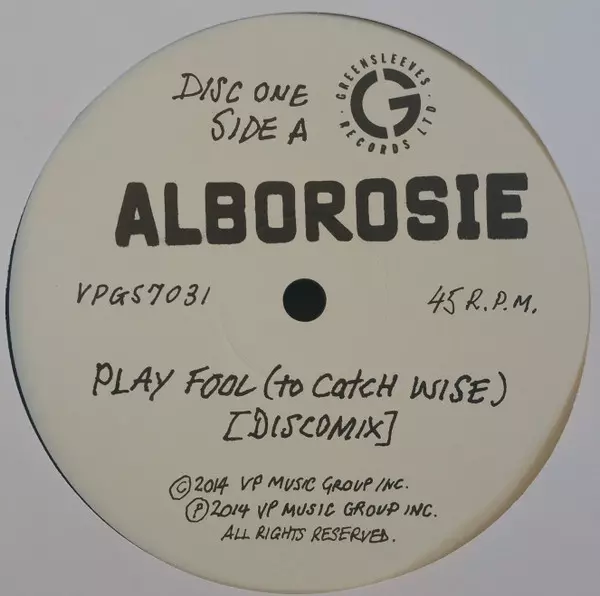 DISC ONE
SIDE A
GREENSLEEVES
RECORDS LTD
G
ALBOROSIE
VPGS7031
45 R.P.M.
PLAY FOOL (to CatCH WISE)
[DISCOMIX]
©2014 VP MUSIC GROUP INC.
℗2014 VP MUSIC GROUP INC.
ALL RIGHTS RESERVED.